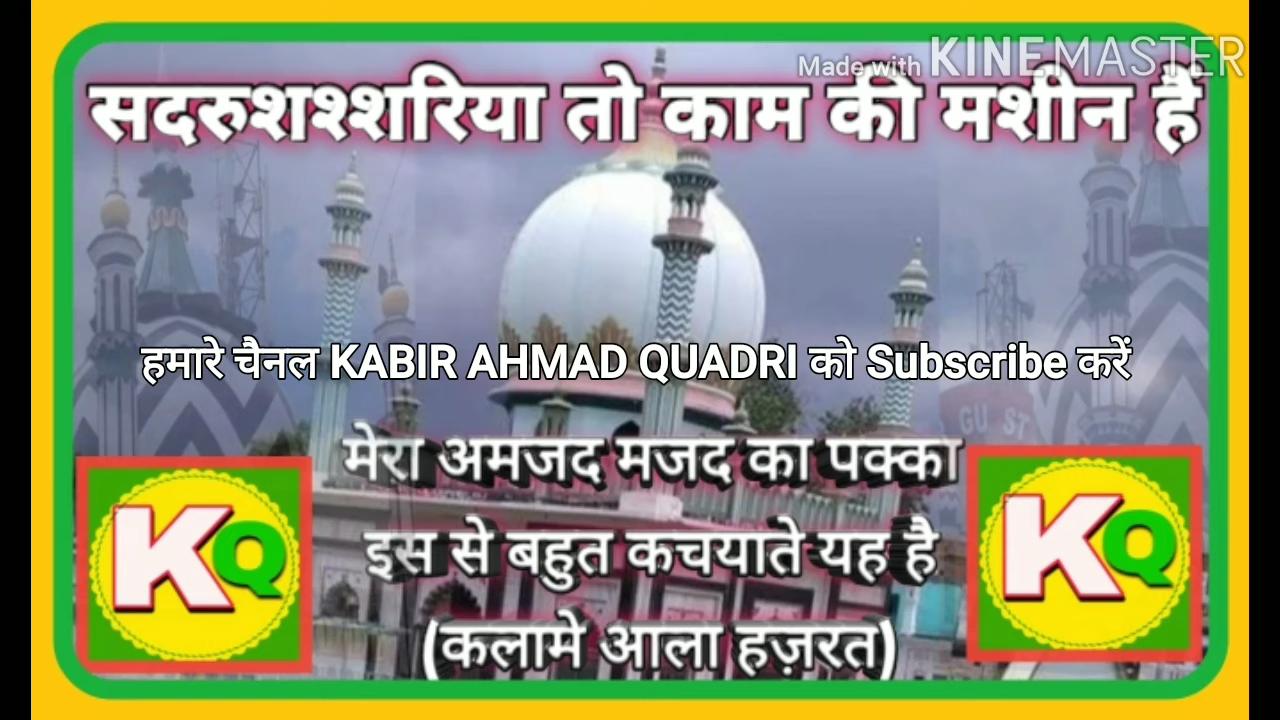 Made with KINEMASTER
सदरुशश्शरिया तो काम की मशीन है
हमारे चैनल KABIR AHMAD QUADRI को Subscribe करें
मेरा अमजद मजद का पक्का
इस से बहुत कचयाते यह है
(कलामे आला हज़रत)
KQ
KQ